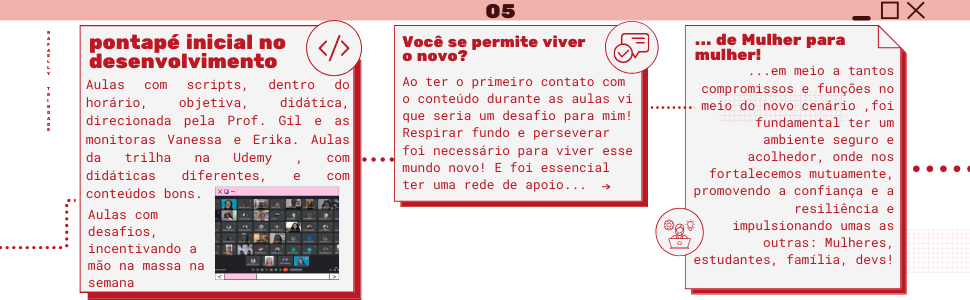 05
RAFAELLY TRINDADE
pontapé inicial no
desenvolvimento
Aulas com scripts, dentro do
horário, objetiva, didática,
direcionada pela Prof. Gil e as
monitoras Vanessa e Erika. Aulas
da trilha na Udemy , com
didáticas diferentes, e com
conteúdos bons.
Aulas com
desafios,
incentivando a
mão na massa na
semana
Você se permite viver
o novo?
Ao ter o primeiro contato com
o conteúdo durante as aulas vi
que seria um desafio para mim!
Respirar fundo e perseverar
foi necessário para viver esse
mundo novo! E foi essencial
ter uma rede de apoio... →
... de Mulher para
mulher!
...em meio a tantos
compromissos e funções no
meio do novo cenário ,foi
fundamental ter um
ambiente seguro e
acolhedor, onde nos
fortalecemos mutuamente,
promovendo a confiança e a
resiliência e
impulsionando umas as
outras: Mulheres,
estudantes, família, devs!